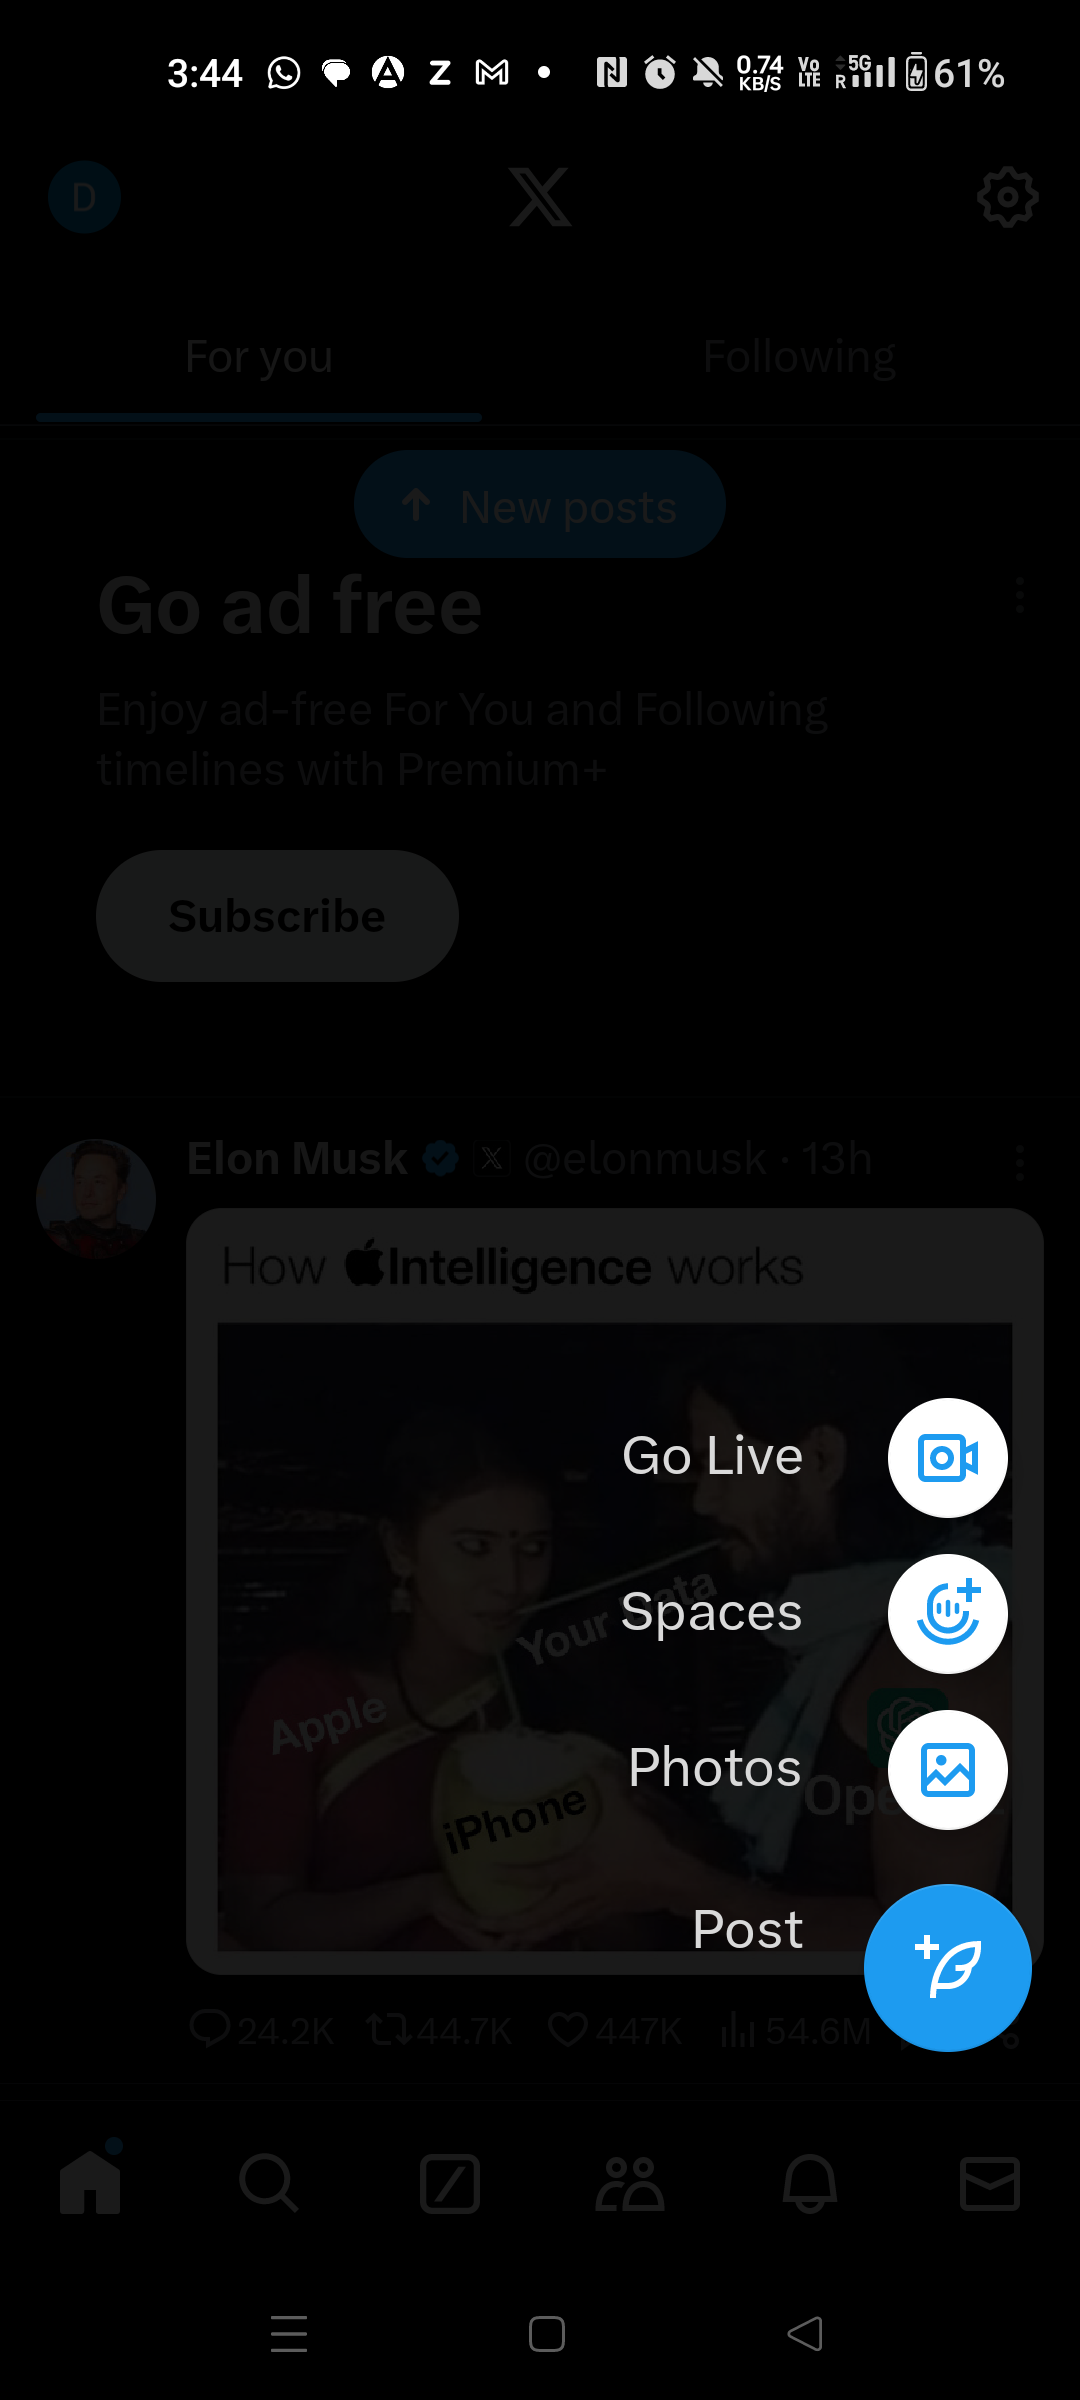 3:44 Z 0.74 KB/S Vo LTE R 5G 61%
D
For you Following
New posts
Go ad free
Enjoy ad-free For You and Following
timelines with Premium+
Subscribe
Elon Musk @elonmusk · 13h
How Intelligence works
Go Live
Your Data
Spaces
Apple
Photos
iPhone
Post
24.2K 44.7K 447K 54.6M